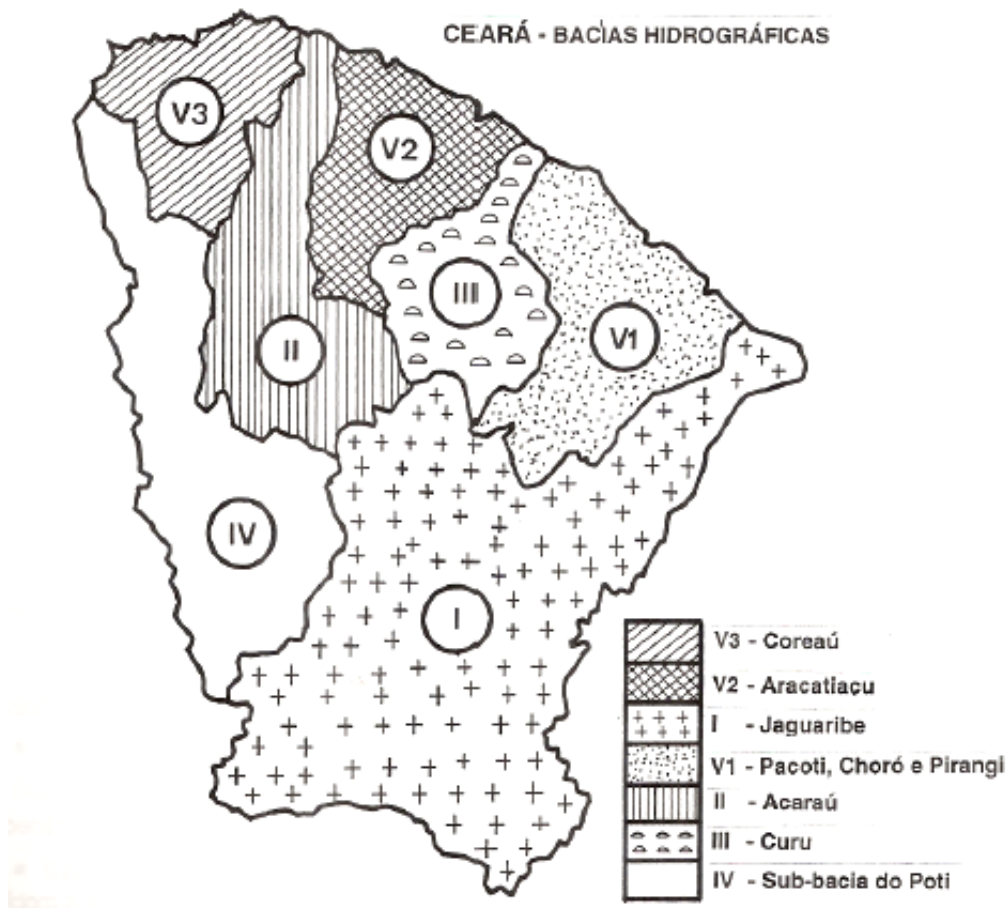 CEARÁ - BACIAS HIDROGRÁFICAS
V3
V2
III
V1
II
IV
I
V3 - Coreaú
V2 - Aracatiaçu
I - Jaguaribe
V1 - Pacoti, Choró e Pirangi
II - Acaraú
III - Curu
IV - Sub-bacia do Poti